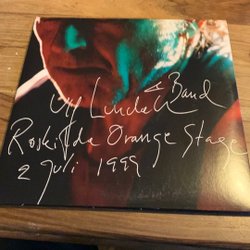 Ulf Lundell & Band
Roskilde Orange Stage
2 Juli 1999